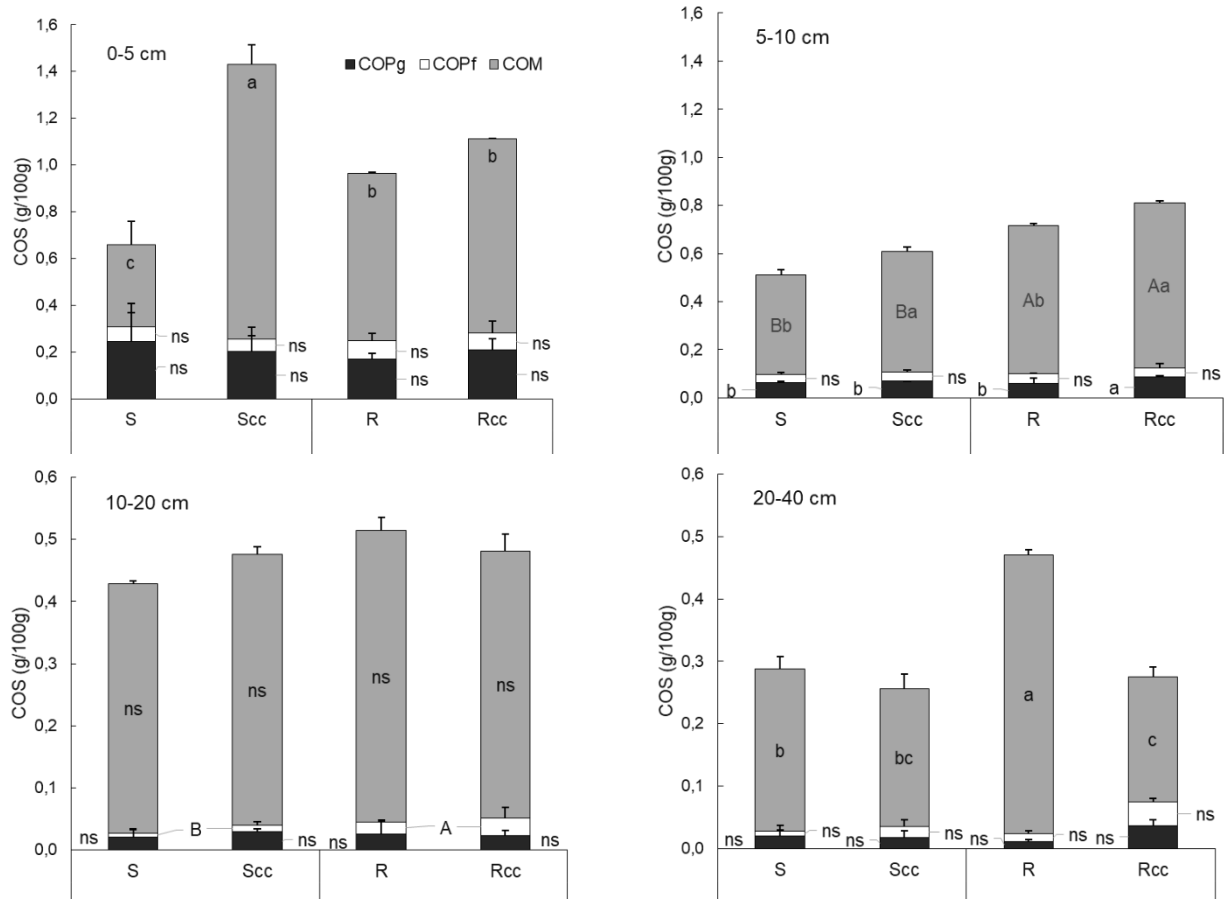 0-5 cm
COPg COPf COM
COS (g/100g)
1,6
1,4
1,2
1,0
0,8
0,6
0,4
0,2
0,0
c
a
b
b
ns
ns
ns
ns
ns
ns
ns
ns
S Scc R Rcc
5-10 cm
COS (g/100g)
1,6
1,4
1,2
1,0
0,8
0,6
0,4
0,2
0,0
Bb
Ba
Ab
Aa
ns
ns
ns
ns
b
b
b
a
S Scc R Rcc
10-20 cm
COS (g/100g)
0,6
0,5
0,4
0,3
0,2
0,1
0,0
ns
ns
ns
ns
B
A
ns
ns
ns
ns
S Scc R Rcc
20-40 cm
COS (g/100g)
0,6
0,5
0,4
0,3
0,2
0,1
0,0
b
bc
a
c
ns
ns
ns
ns
ns
ns
ns
ns
S Scc R Rcc